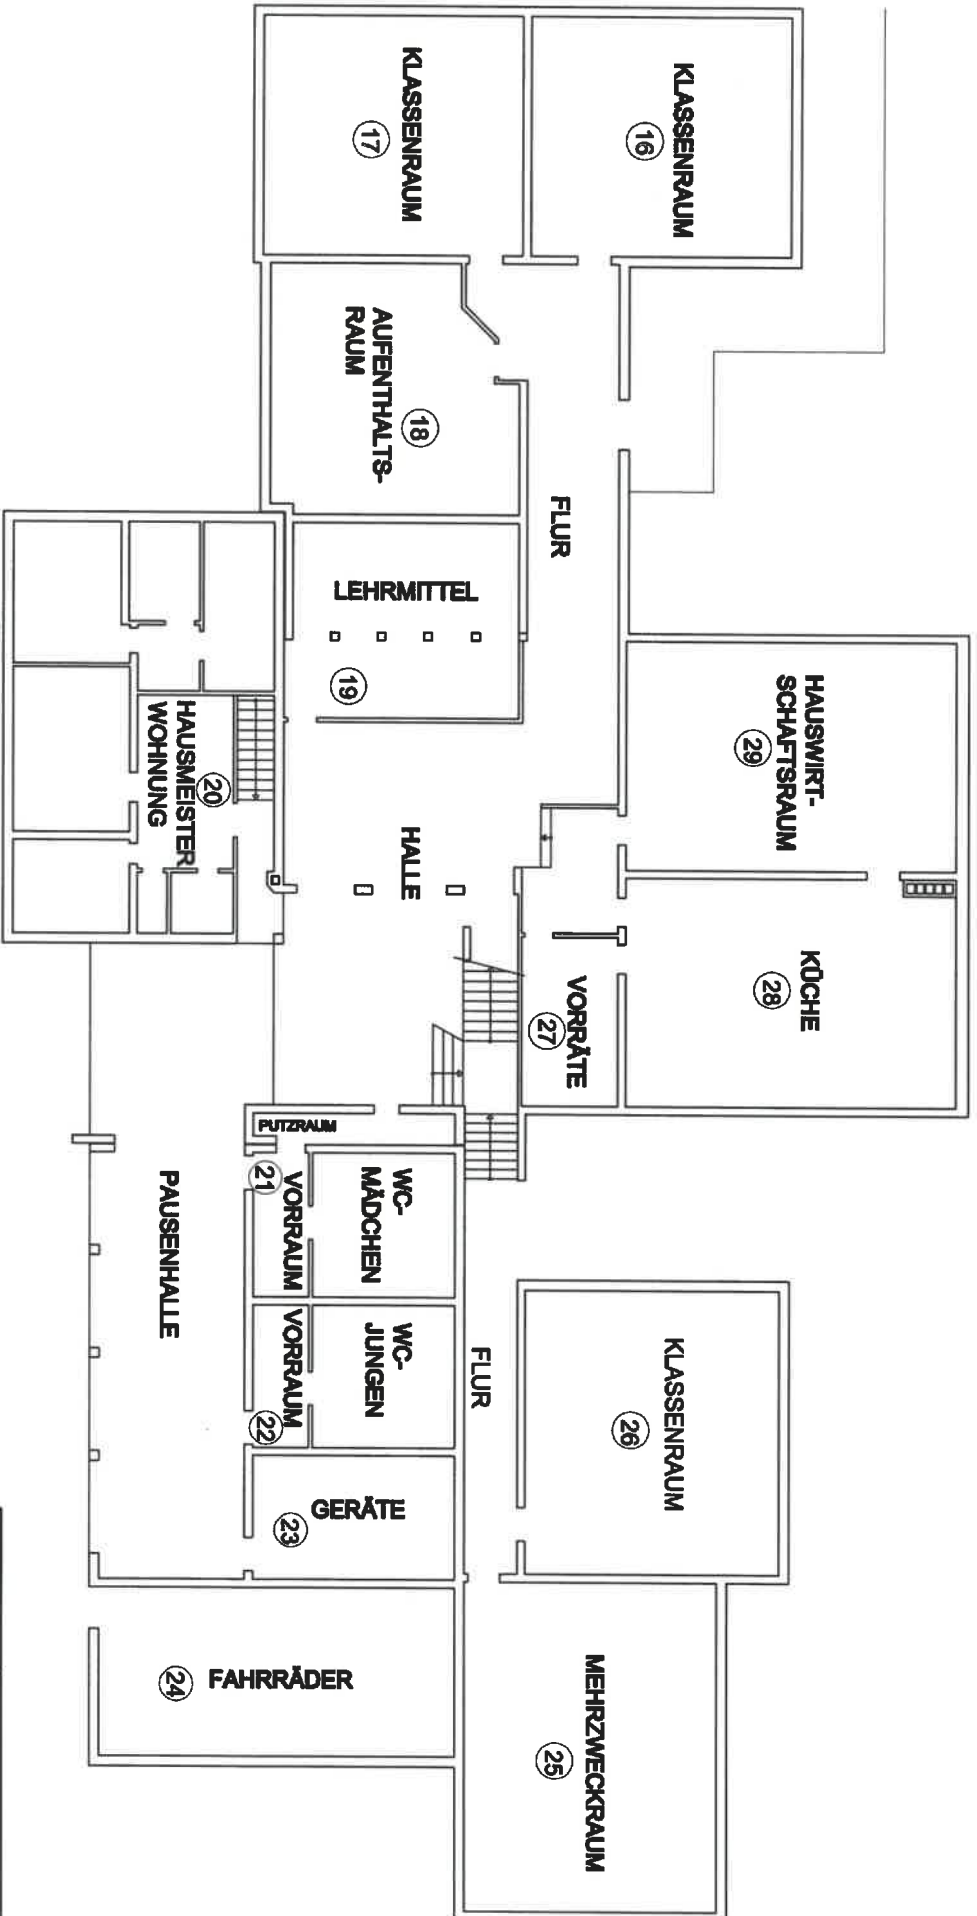 KLASSENRAUM
16
KLASSENRAUM
17
AUFENTHALTS-
RAUM
18
FLUR
LEHRMITTEL
19
HAUSWIRT-
SCHAFTSRAUM
29
HAUSMEISTER
WOHNUNG
20
HALLE
KÜCHE
28
VORRÄTE
27
PUTZRAUM
WC-
MÄDCHEN
VORRAUM
21
WC-
JUNGEN
VORRAUM
22
PAUSENHALLE
FLUR
KLASSENRAUM
26
GERÄTE
23
FAHRRÄDER
24
MEHRZWECKRAUM
25